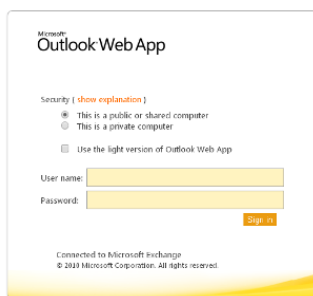 Microsoft®
Outlook Web App
Security ( show explanation )
This is a public or shared computer
This is a private computer
Use the light version of Outlook Web App
User name:
Password:
Sign in
Connected to Microsoft Exchange
© 2010 Microsoft Corporation. All rights reserved.